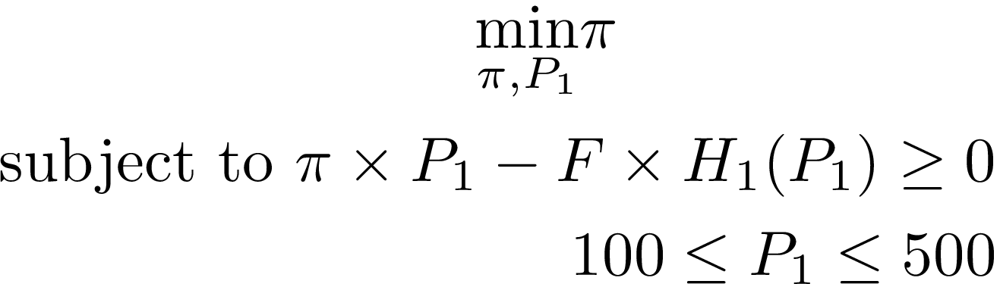 min π
π, P₁
subject to π × P₁ − F × H₁(P₁) ≥ 0
100 ≤ P₁ ≤ 500